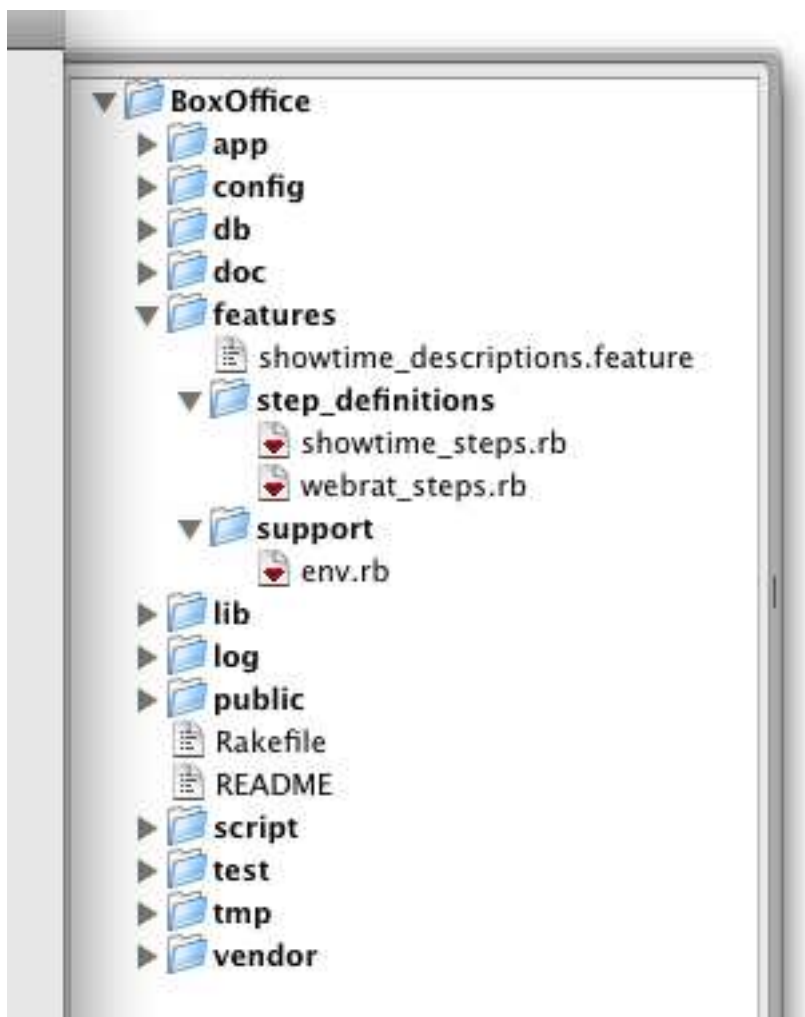 BoxOffice
app
config
db
doc
features
showtime_descriptions.feature
step_definitions
showtime_steps.rb
webrat_steps.rb
support
env.rb
lib
log
public
Rakefile
README
script
test
tmp
vendor